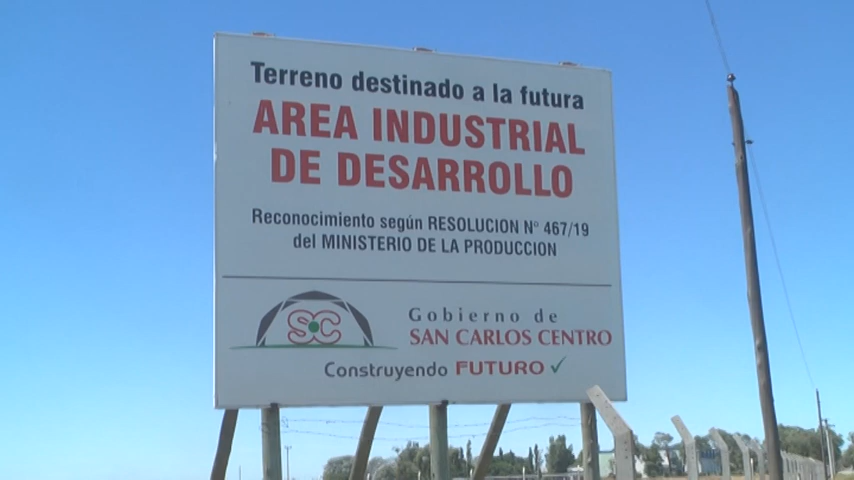 Terreno destinado a la futura
AREA INDUSTRIAL
DE DESARROLLO
Reconocimiento según RESOLUCION N° 467/19
del MINISTERIO DE LA PRODUCCION
SC
Gobierno de
SAN CARLOS CENTRO
Construyendo FUTURO